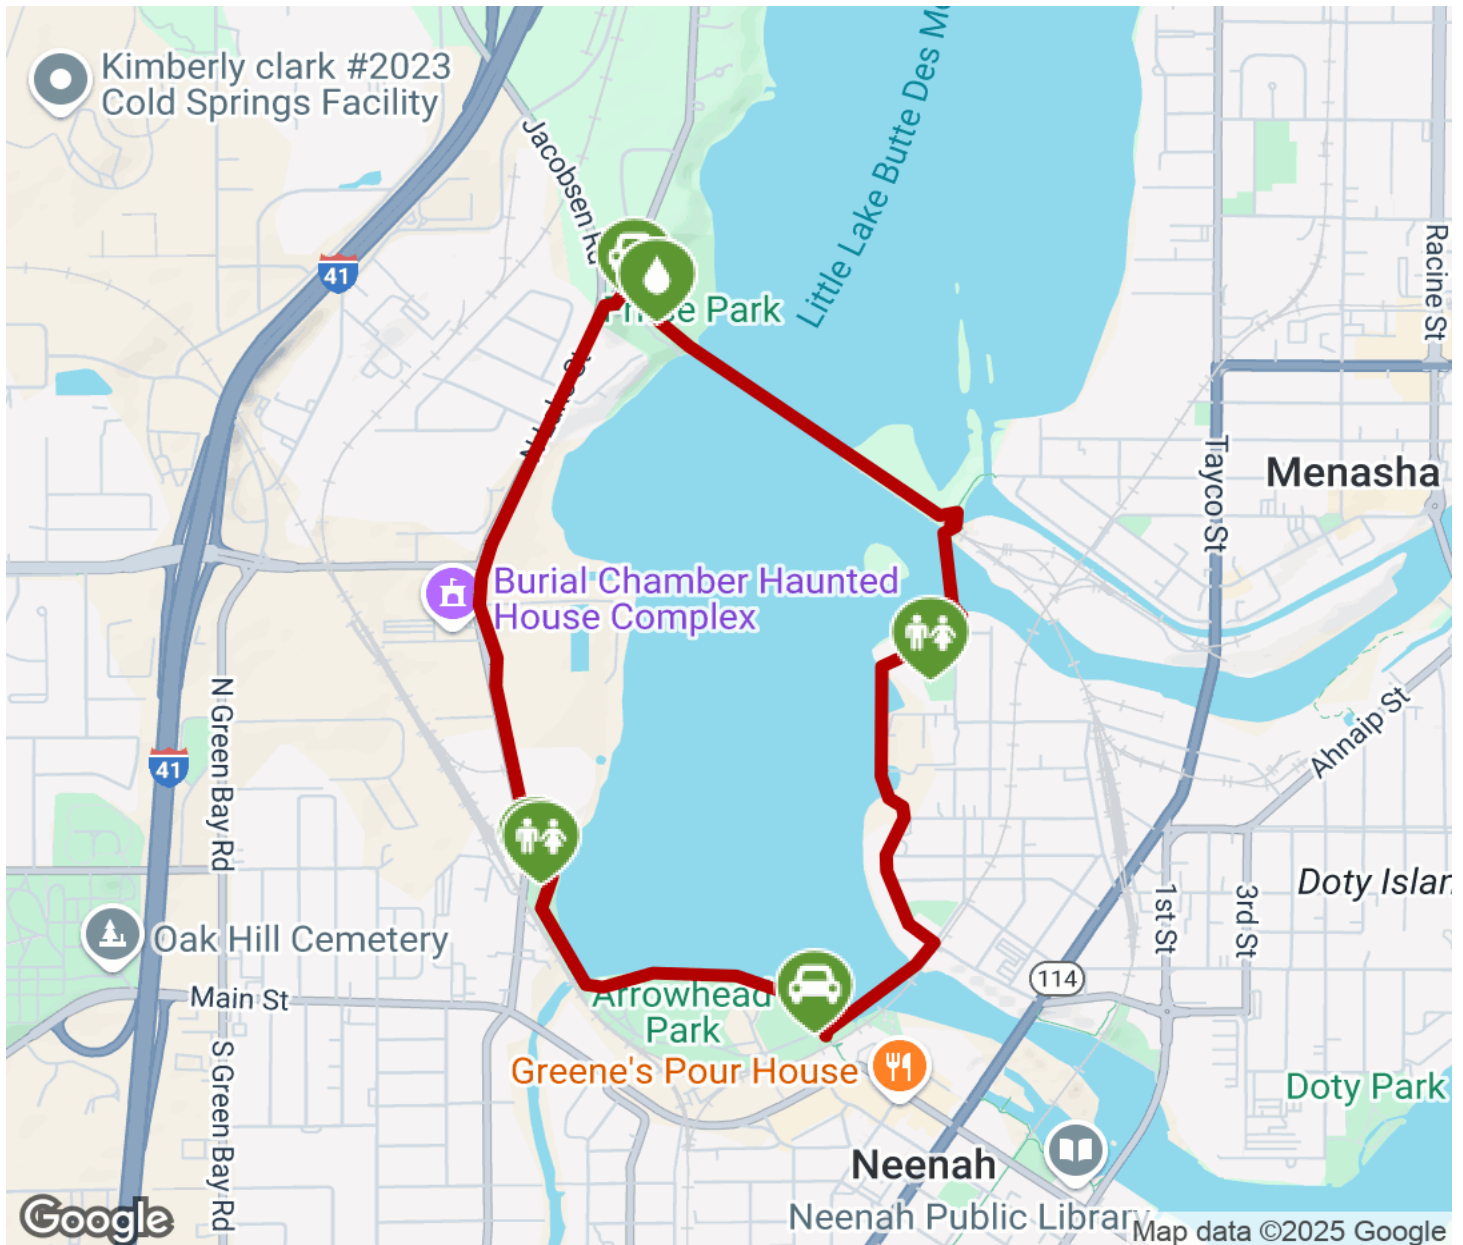 Kimberly clark #2023
Cold Springs Facility
Jacobsen Rd
41
Little Lake Butte Des Mo
Racine St
Park
N Lake St
Tayco St
Menasha
Burial Chamber Haunted
House Complex
N Green Bay Rd
41
Ahnaip St
1st St
3rd St
Doty Islan
Oak Hill Cemetery
114
Main St
Arrowhead
Park
Greene's Pour House
S Green Bay Rd
Doty Park
Neenah
Neenah Public Library
Google
Map data ©2025 Google